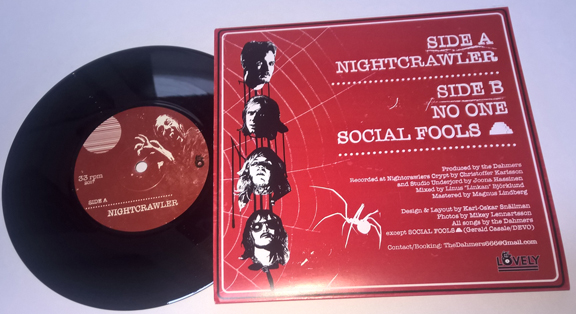 33 rpm
SIDE A
NIGHTCRAWLER
SIDE A
NIGHTCRAWLER
SIDE B
NO ONE
SOCIAL FOOLS
Produced by the Dahmers
Recorded at Nightcrawlers Crypt by Christoffer Karlsson
and Studio Underjord by Joona Hassinen
Mixed by Linus "Linkan" Björklund
Mastered by Magnus Lindberg
Design & Layout by Karl-Oskar Snällman
Photos by Mikey Lennartsson
All songs by the Dahmers
except SOCIAL FOOLS (Gerald Casale/DEVO)
Contact/Booking: TheDahmers666@Gmail.com
LOVELY